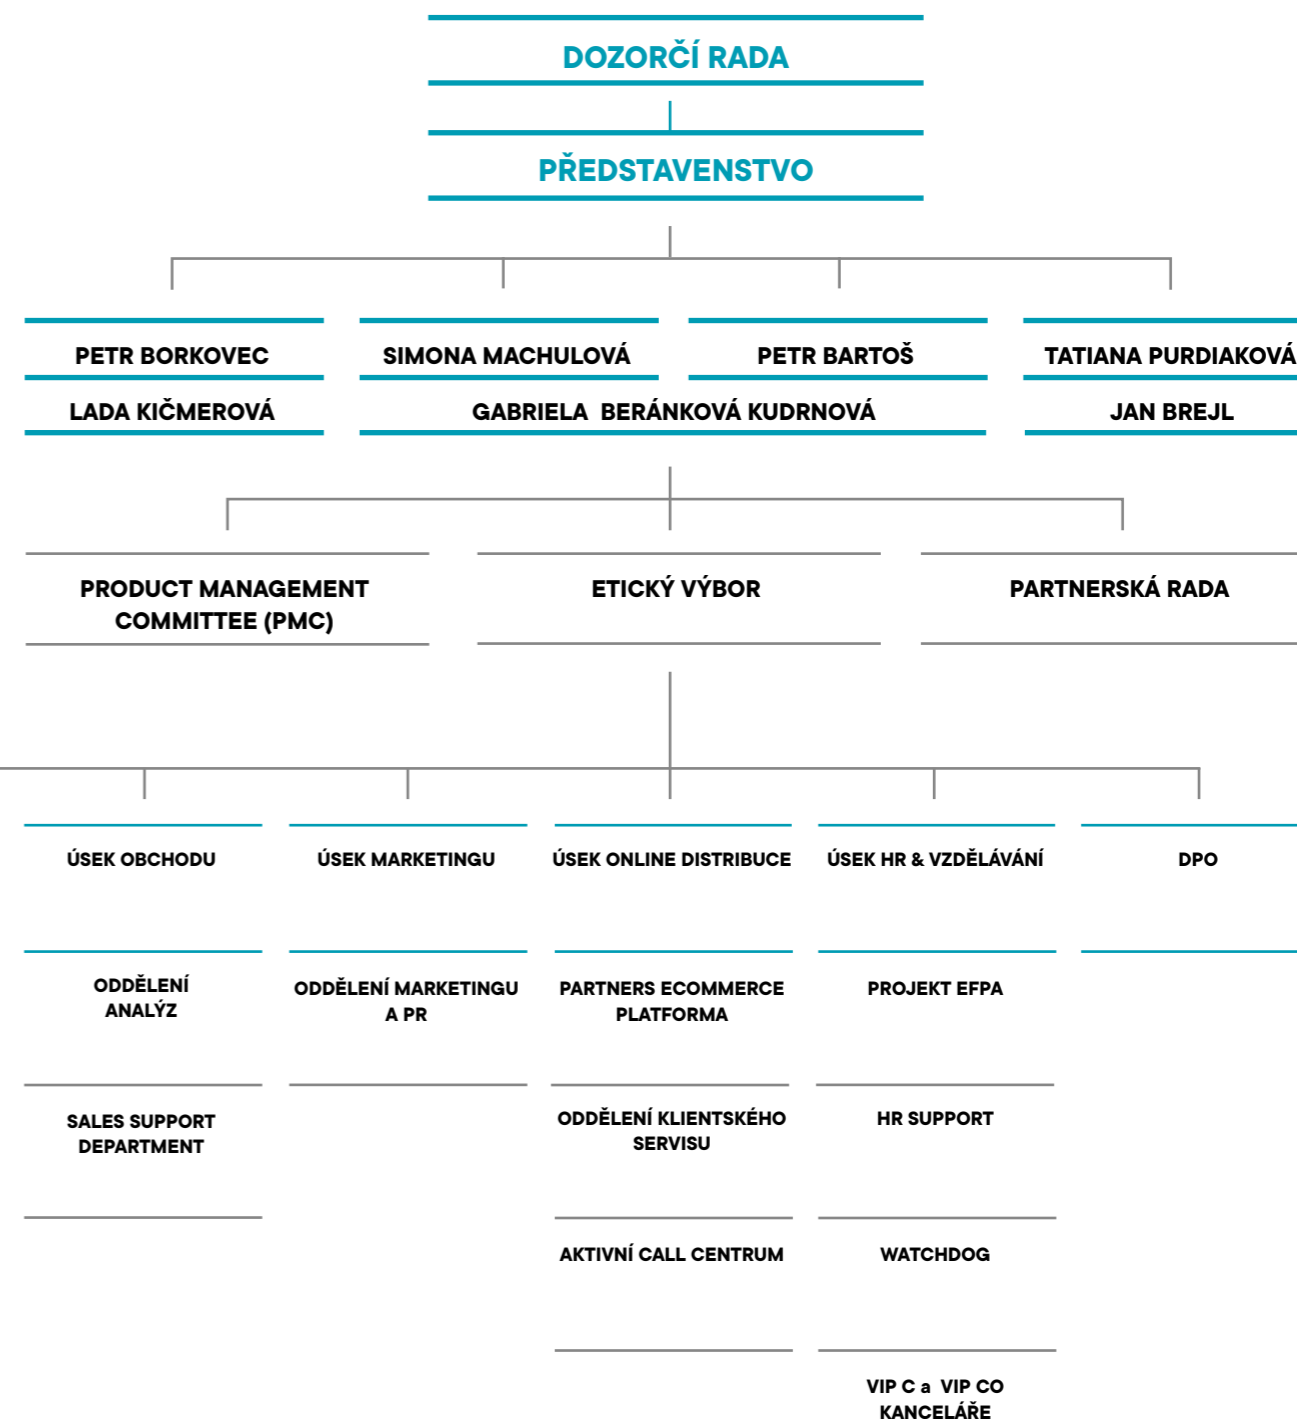 DOZORČÍ RADA
PŘEDSTAVENSTVO
PETR BORKOVEC
SIMONA MACHULOVÁ
PETR BARTOŠ
TATIANA PURDIAKOVÁ
LADA KIČMEROVÁ
GABRIELA BERÁNKOVÁ KUDRNOVÁ
JAN BREJL
PRODUCT MANAGEMENT
COMMITTEE (PMC)
ETICKÝ VÝBOR
PARTNERSKÁ RADA
ÚSEK OBCHODU
ÚSEK MARKETINGU
ÚSEK ONLINE DISTRIBUCE
ÚSEK HR & VZDĚLÁVÁNÍ
DPO
ODDĚLENÍ
ANALÝZ
ODDĚLENÍ MARKETINGU
A PR
PARTNERS ECOMMERCE
PLATFORMA
PROJEKT EFPA
SALES SUPPORT
DEPARTMENT
ODDĚLENÍ KLIENTSKÉHO
SERVISU
HR SUPPORT
AKTIVNÍ CALL CENTRUM
WATCHDOG
VIP C a VIP CO
KANCELÁŘE